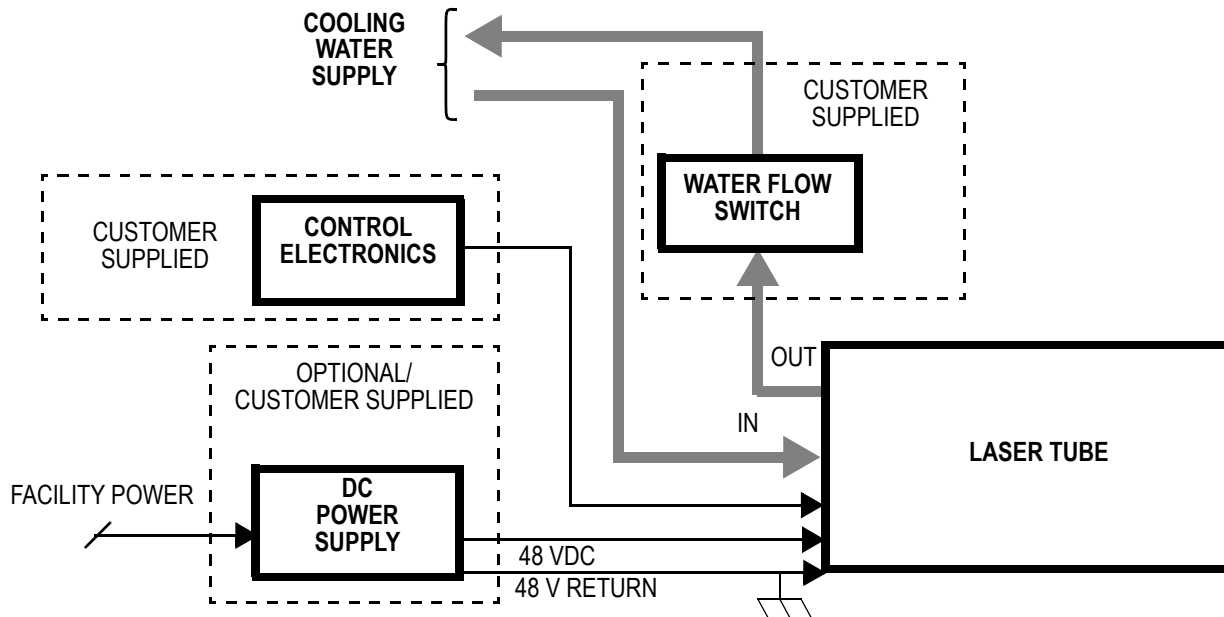 COOLING
WATER
SUPPLY
CUSTOMER
SUPPLIED
WATER FLOW
SWITCH
CUSTOMER
SUPPLIED
CONTROL
ELECTRONICS
OUT
OPTIONAL/
CUSTOMER SUPPLIED
IN
LASER TUBE
FACILITY POWER
DC
POWER
SUPPLY
48 VDC
48 V RETURN